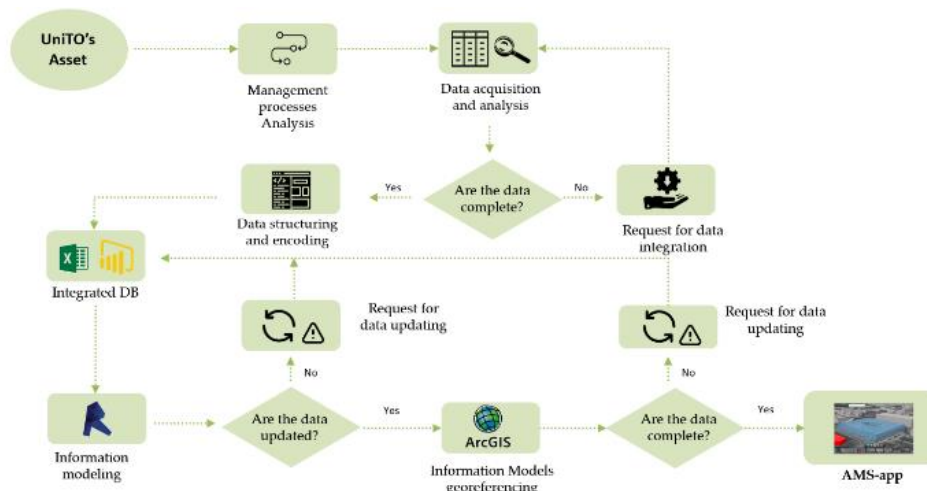 UniTO's
Asset
Management
processes
Analysis
Data acquisition
and analysis
Are the data
complete?
Yes
No
Data structuring
and encoding
Request for data
integration
Integrated DB
Request for
data updating
Request for data
updating
No
No
Information
modeling
Are the data
updated?
Yes
ArcGIS
Information Models
georeferencing
Are the data
complete?
Yes
AMS-app